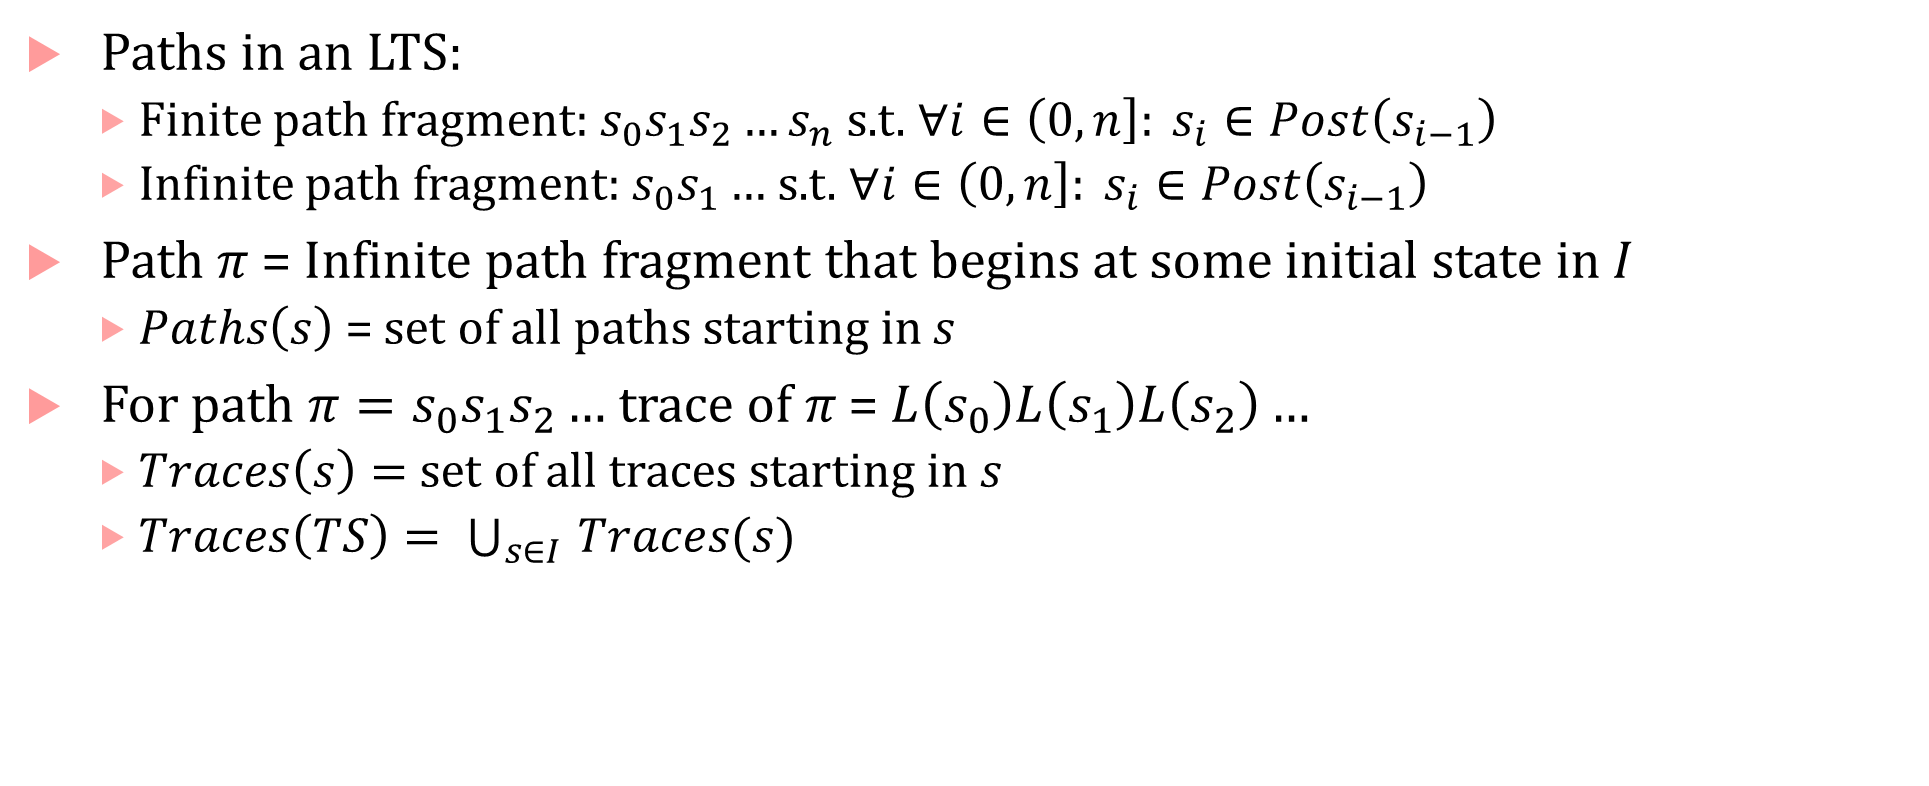 Paths in an LTS:
Finite path fragment: s₀s₁s₂ … sₙ s.t. ∀i ∈ (0, n]: sᵢ ∈ Post(sᵢ₋₁)
Infinite path fragment: s₀s₁ … s.t. ∀i ∈ (0, n]: sᵢ ∈ Post(sᵢ₋₁)
Path π = Infinite path fragment that begins at some initial state in I
Paths(s) = set of all paths starting in s
For path π = s₀s₁s₂ … trace of π = L(s₀)L(s₁)L(s₂) …
Traces(s) = set of all traces starting in s
Traces(TS) = ⋃_{s∈I} Traces(s)